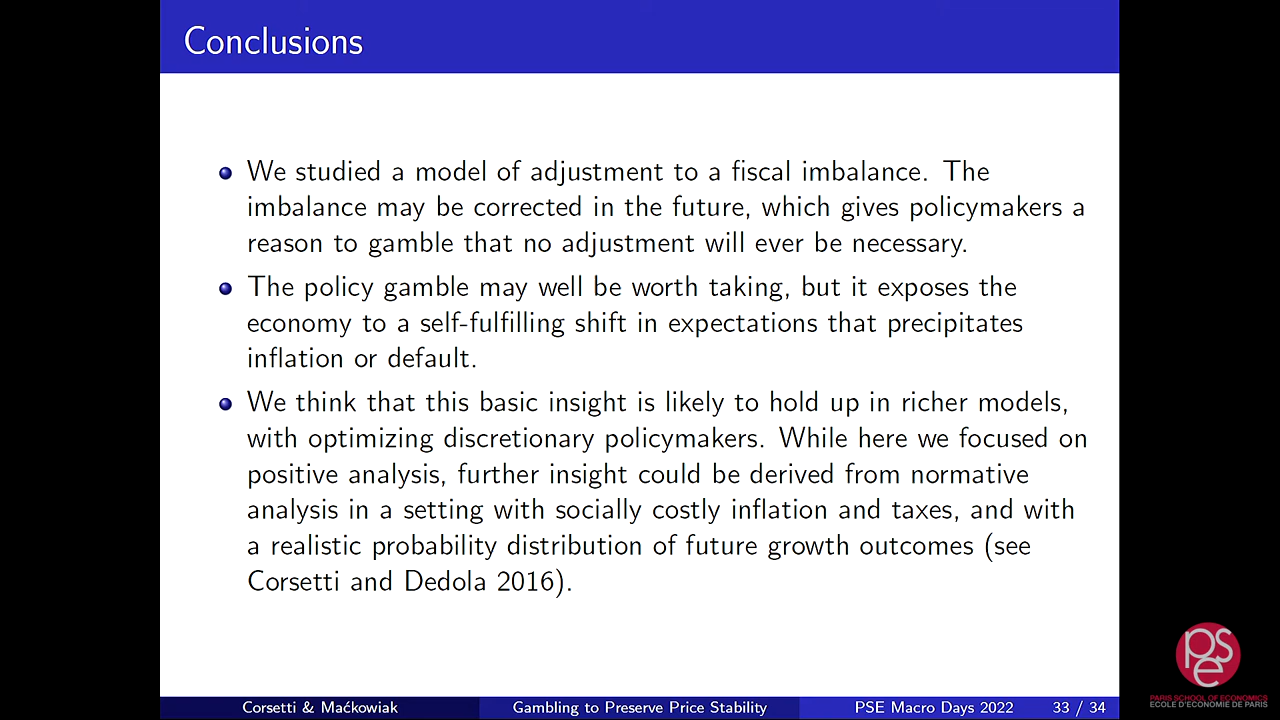 Conclusions
We studied a model of adjustment to a fiscal imbalance. The
imbalance may be corrected in the future, which gives policymakers a
reason to gamble that no adjustment will ever be necessary.
The policy gamble may well be worth taking, but it exposes the
economy to a self-fulfilling shift in expectations that precipitates
inflation or default.
We think that this basic insight is likely to hold up in richer models,
with optimizing discretionary policymakers. While here we focused on
positive analysis, further insight could be derived from normative
analysis in a setting with socially costly inflation and taxes, and with
a realistic probability distribution of future growth outcomes (see
Corsetti and Dedola 2016).
Corsetti & Maćkowiak Gambling to Preserve Price Stability PSE Macro Days 2022 33 / 34
pse
PARIS SCHOOL OF ECONOMICS
ECOLE D'ECONOMIE DE PARIS